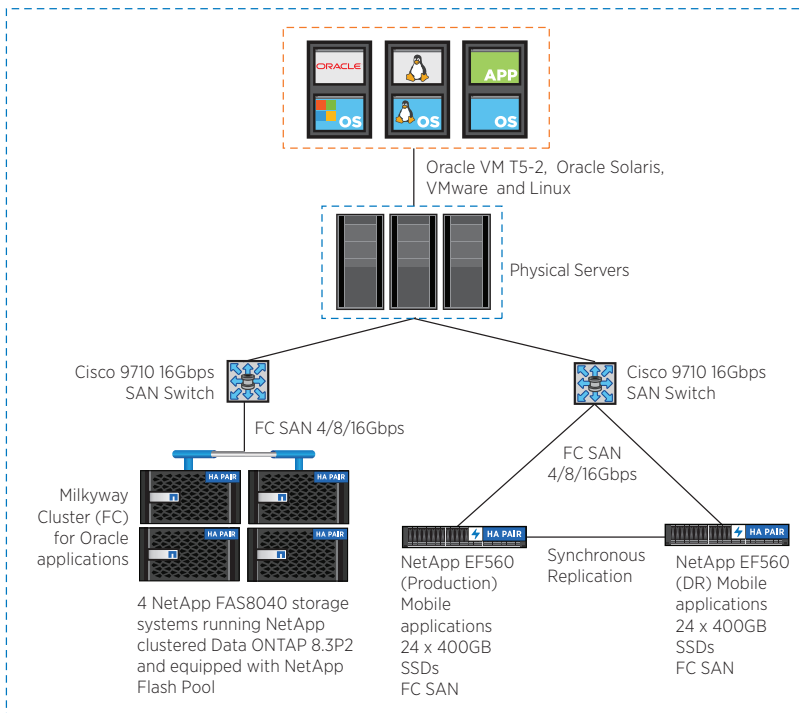 ORACLE
APP
OS
OS
OS
Oracle VM T5-2, Oracle Solaris,
VMware and Linux
Physical Servers
Cisco 9710 16Gbps
SAN Switch
Cisco 9710 16Gbps
SAN Switch
FC SAN 4/8/16Gbps
FC SAN
4/8/16Gbps
HA PAIR
HA PAIR
HA PAIR
HA PAIR
Milkyway
Cluster (FC)
for Oracle
applications
4 NetApp FAS8040 storage
systems running NetApp
clustered Data ONTAP 8.3P2
and equipped with NetApp
Flash Pool
HA PAIR
NetApp EF560
(Production)
Mobile
applications
24 x 400GB
SSDs
FC SAN
Synchronous
Replication
HA PAIR
NetApp EF560
(DR) Mobile
applications
24 x 400GB
SSDs
FC SAN